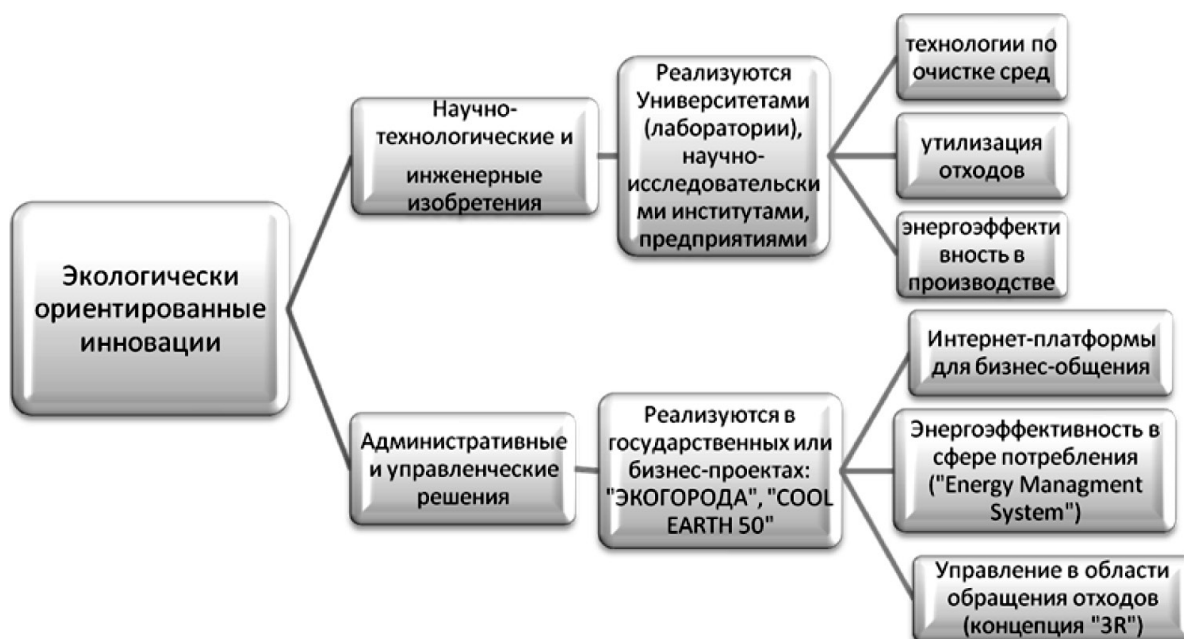 Экологически
ориентированные
инновации
Научно-
технологические и
инженерные
изобретения
Реализуются
Университетами
(лаборатории),
научно-
исследовательски
ми институтами,
предприятиями
технологии по
очистке сред
утилизация
отходов
энергоэффекти
вность в
производстве
Административные
и управленческие
решения
Реализуются в
государственных или
бизнес-проектах:
"ЭКОГОРОДА", "COOL
EARTH 50"
Интернет-платформы
для бизнес-общения
Энергоэффективность в
сфере потребления
("Energy Managment
System")
Управление в области
обращения отходов
(концепция "3R")